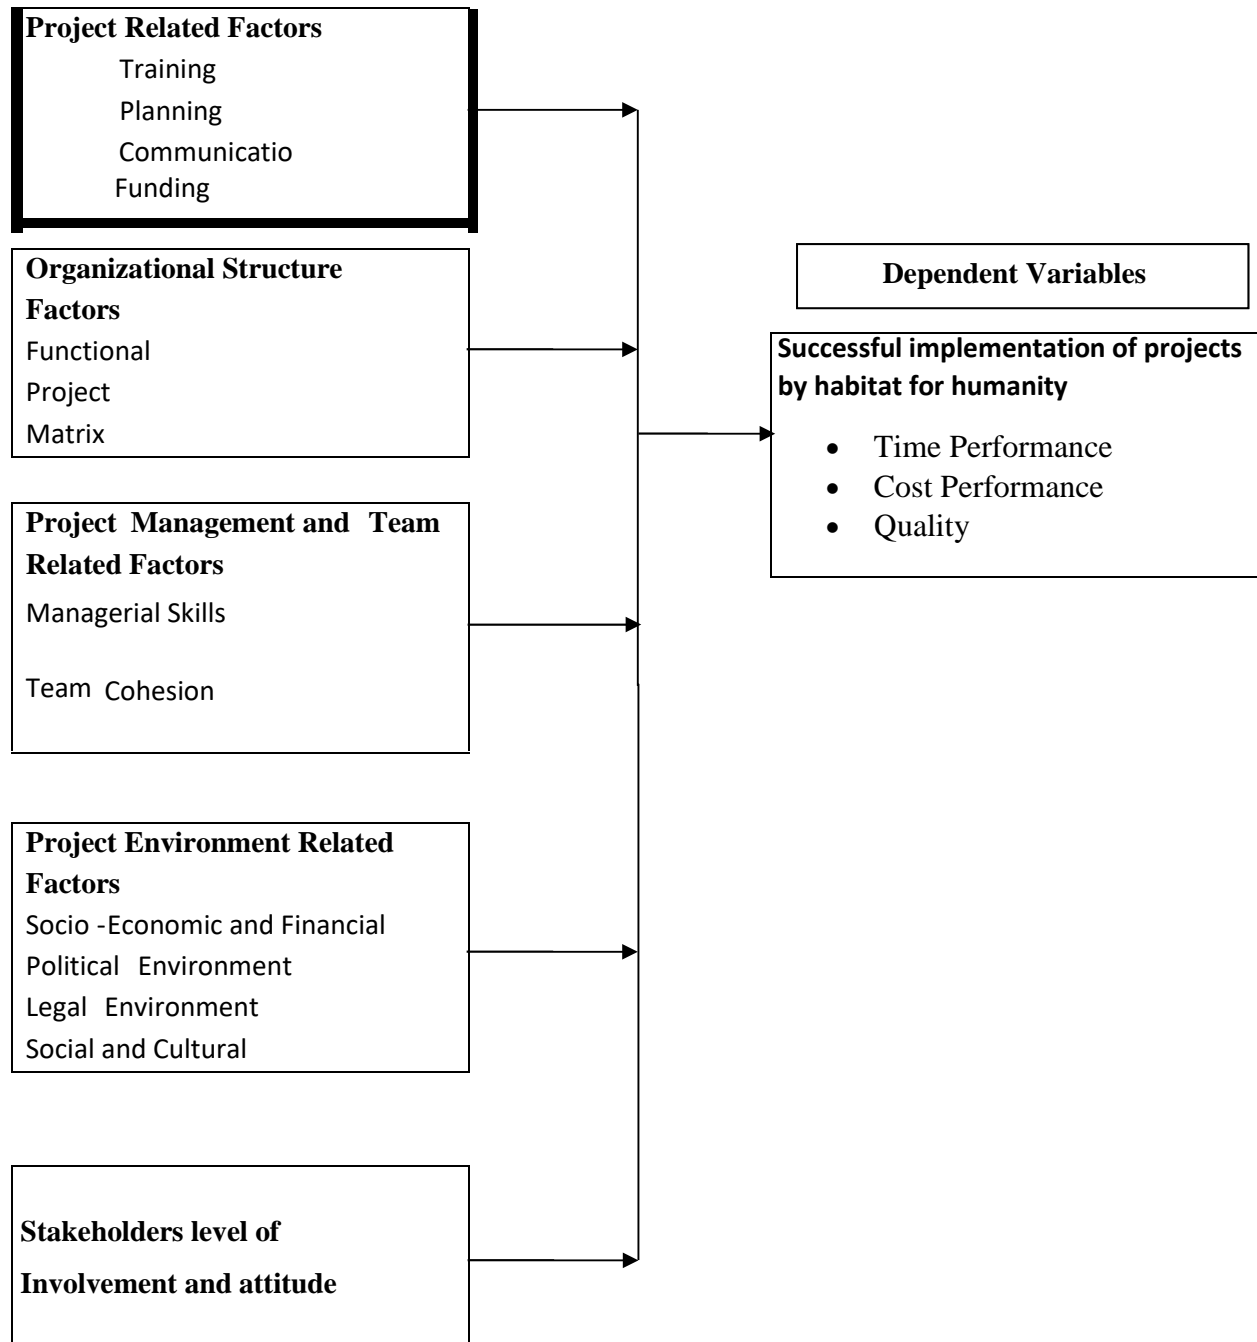 Project Related Factors
Training
Planning
Communicatio
Funding
Organizational Structure
Factors
Functional
Project
Matrix
Project Management and Team
Related Factors
Managerial Skills
Team Cohesion
Project Environment Related
Factors
Socio -Economic and Financial
Political Environment
Legal Environment
Social and Cultural
Stakeholders level of
Involvement and attitude
Dependent Variables
Successful implementation of projects
by habitat for humanity
• Time Performance
• Cost Performance
• Quality